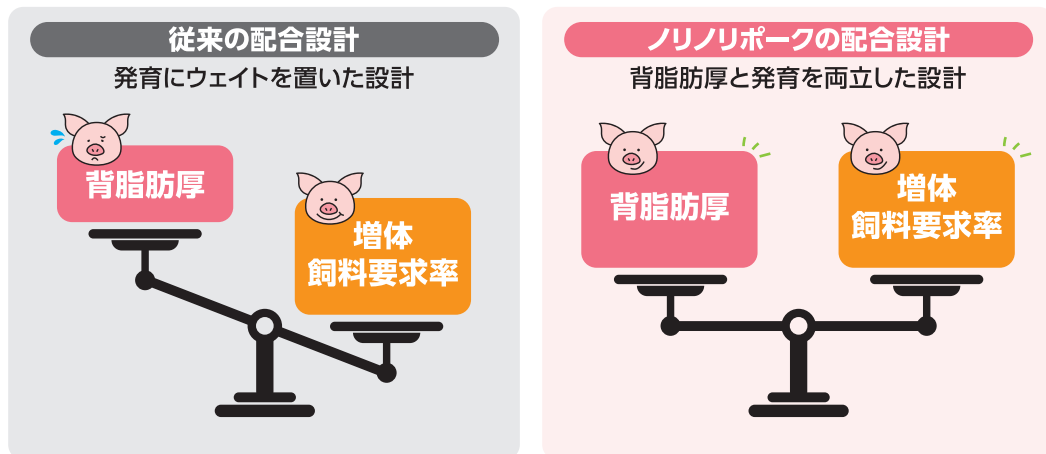 従来の配合設計
発育にウェイトを置いた設計
背脂肪厚
増体
飼料要求率
ノリノリポークの配合設計
背脂肪厚と発育を両立した設計
背脂肪厚
増体
飼料要求率